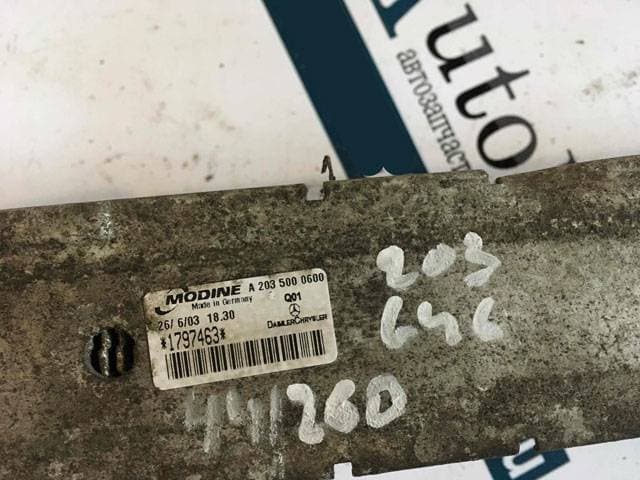 Auto
автозапчаст
MODINE A 203 500 0600
Made in Germany Q01
26/ 6/03 18.30 DAIMLERCHRYSLER
*1797463*
203
646
441260